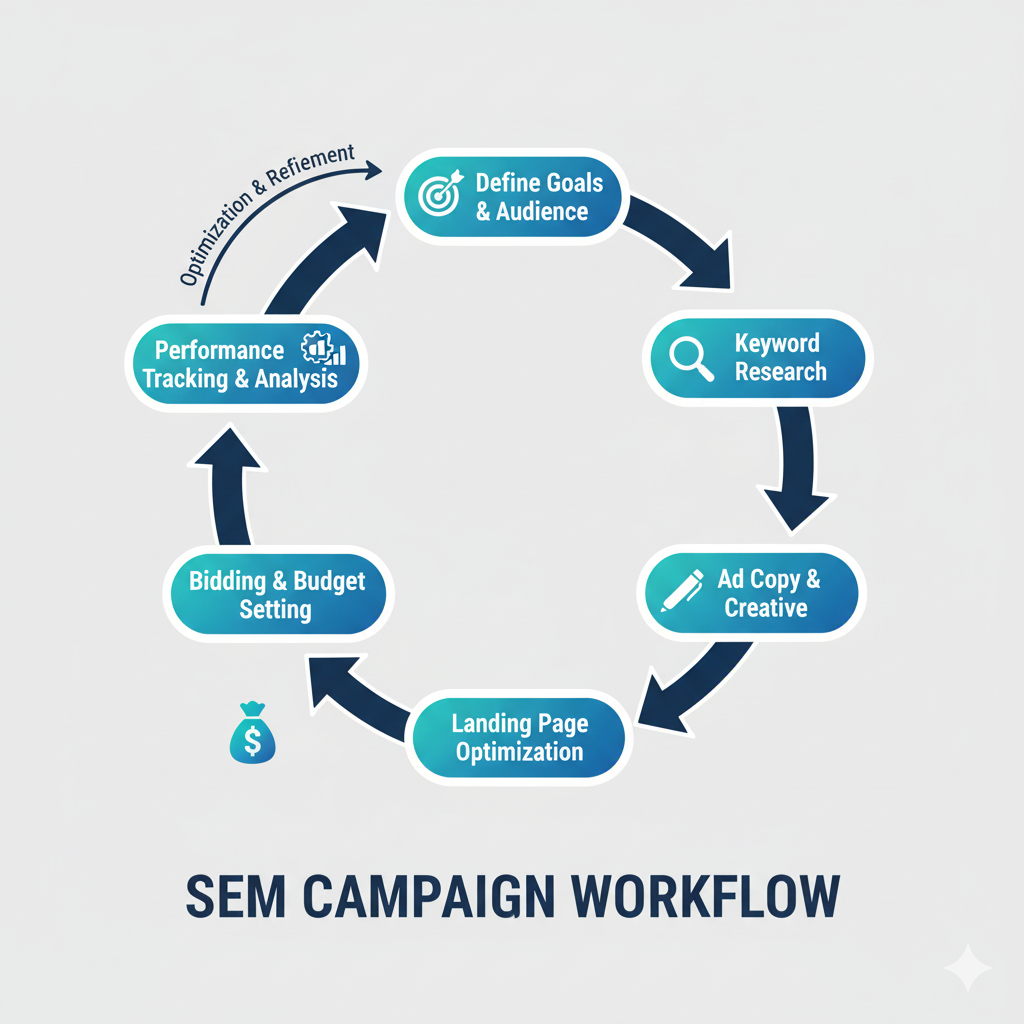 Optimization & Refiement
Define Goals
& Audience
Keyword
Research
Ad Copy &
Creative
Landing Page
Optimization
Bidding & Budget
Setting
$
Performance
Tracking & Analysis
SEM CAMPAIGN WORKFLOW